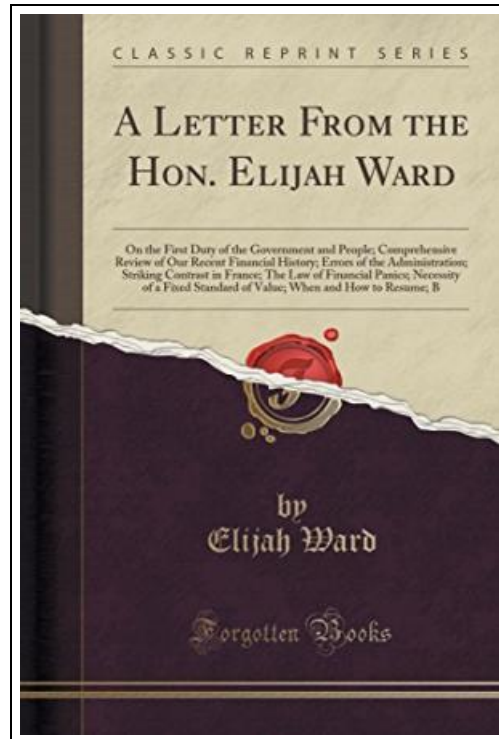 CLASSIC REPRINT SERIES
A LETTER FROM THE
HON. ELIJAH WARD
On the First Duty of the Government and People; Comprehensive
Review of Our Recent Financial History; Errors of the Administration;
Striking Contrast in France; The Law of Financial Panics; Necessity
of a Fixed Standard of Value; When and How to Resume; B
by
Elijah Ward
Forgotten Books